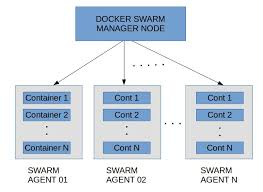 DOCKER SWARM
MANAGER NODE
Container 1
Container 2
Container N
Cont 1
Cont 2
Cont N
Cont 1
Cont 2
Cont N
SWARM
AGENT 01
SWARM
AGENT 02
SWARM
AGENT N